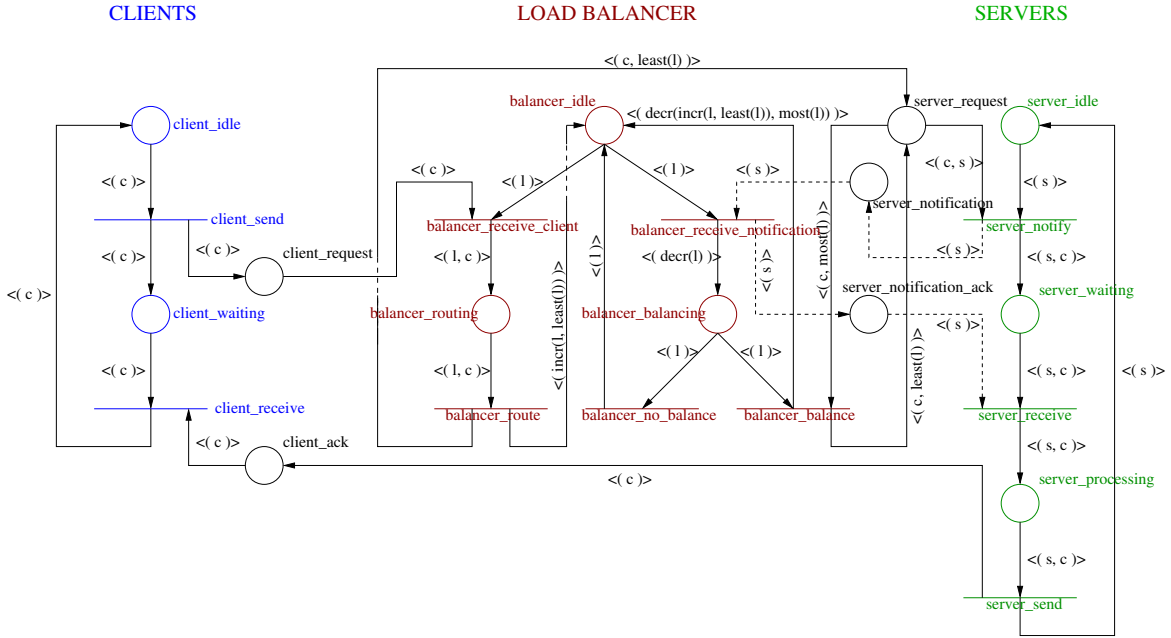 CLIENTS
LOAD BALANCER
SERVERS
<( c, least(l) )>
balancer_idle
server_request
server_idle
client_idle
<( decr(incr(l, least(l)), most(l)) )>
<( c )>
<( c )>
<( l )>
<( l )>
<( s )>
<( c, s )>
<( s )>
server_notification
client_send
balancer_receive_client
balancer_receive_notification
server_notify
<( c )>
<( c )>
client_request
<( l, c )>
<( incr(l, least(l)) )>
<( l )>
<( decr(l) )>
<( s )>
<( c, most(l) )>
<( s )>
<( s, c )>
<( c )>
server_notification_ack
server_waiting
client_waiting
balancer_routing
balancer_balancing
<( s )>
<( c )>
<( l, c )>
<( l )>
<( l )>
<( c, least(l) )>
<( s, c )>
<( s )>
client_receive
balancer_route
balancer_no_balance
balancer_balance
server_receive
<( c )>
client_ack
<( s, c )>
<( c )>
server_processing
<( s, c )>
server_send